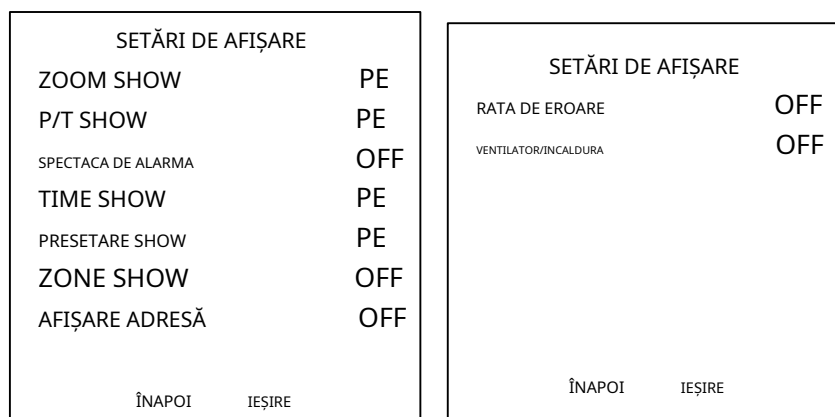 SETĂRI DE AFIȘARE
ZOOM SHOW PE
P/T SHOW PE
SPECTACA DE ALARMA OFF
TIME SHOW PE
PRESETARE SHOW PE
ZONE SHOW OFF
AFIȘARE ADRESĂ OFF
ÎNAPOI IEȘIRE
SETĂRI DE AFIȘARE
RATA DE EROARE OFF
VENTILATOR/INCALDURA OFF
ÎNAPOI IEȘIRE